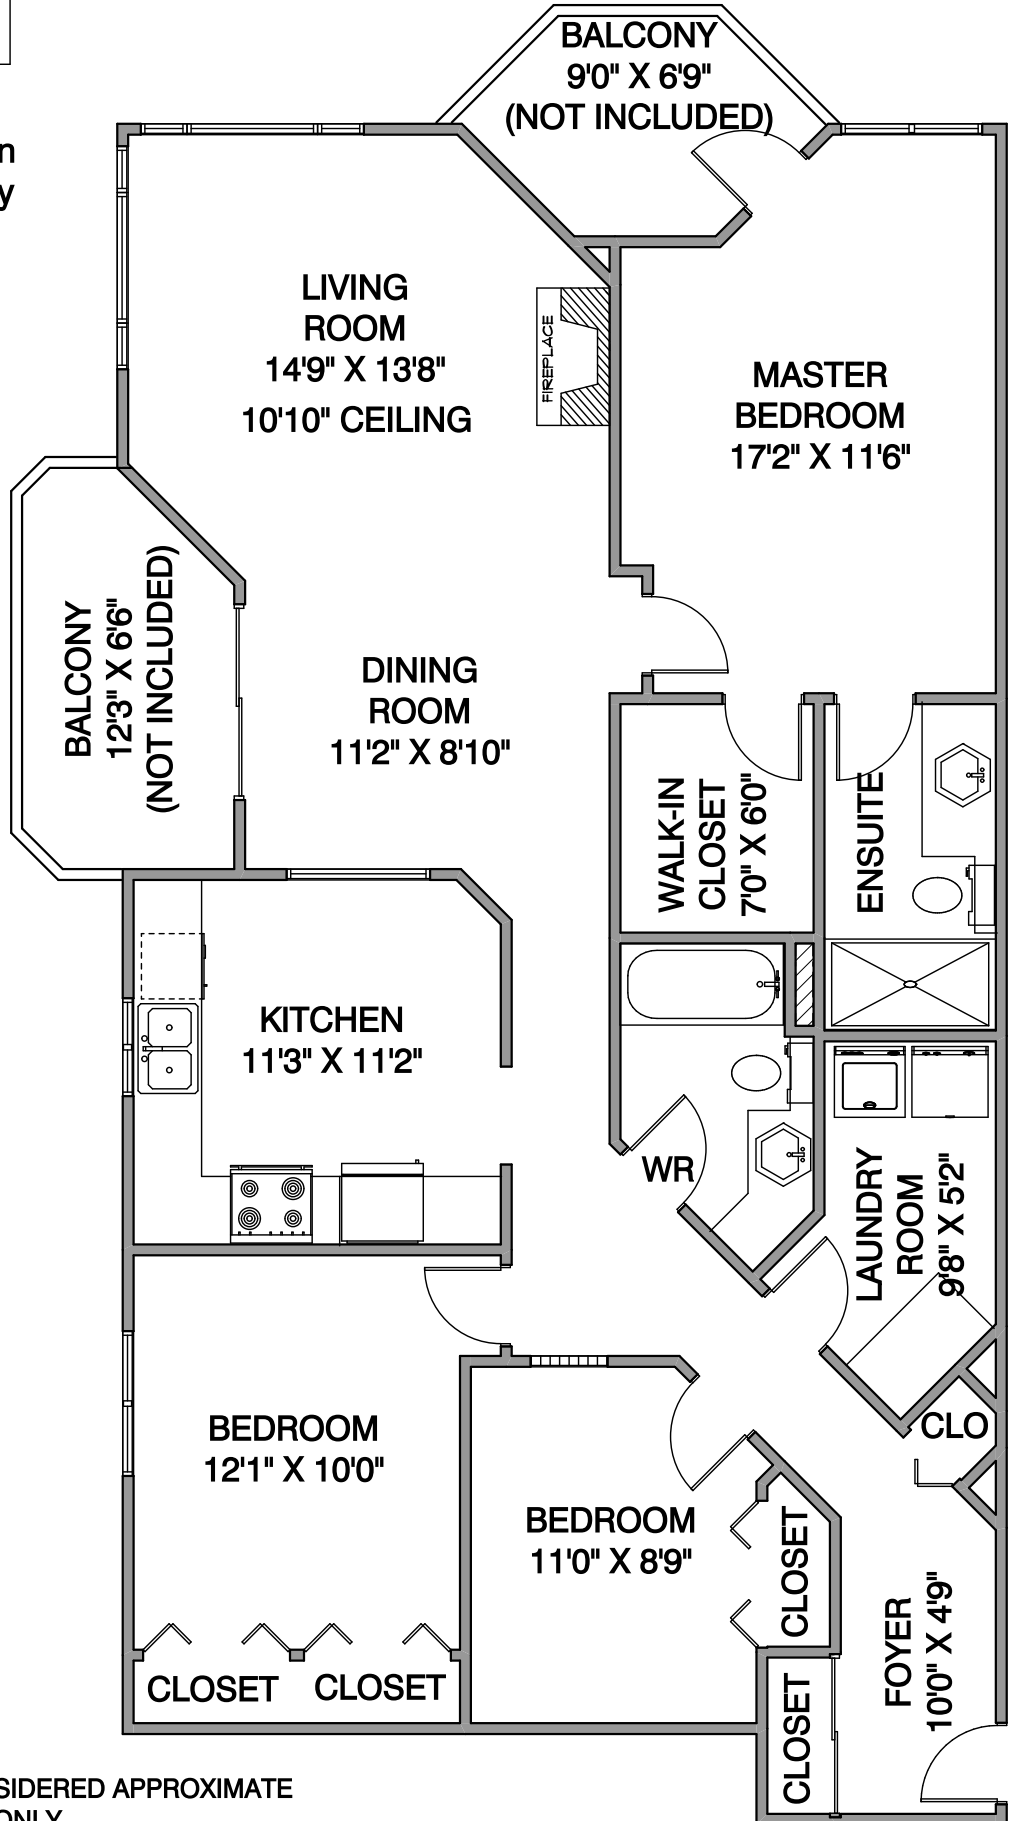 BALCONY
9'0" X 6'9"
(NOT INCLUDED)
n
y
LIVING
ROOM
14'9" X 13'8"
10'10" CEILING
FIREPLACE
MASTER
BEDROOM
17'2" X 11'6"
BALCONY
12'3" X 6'6"
(NOT INCLUDED)
DINING
ROOM
11'2" X 8'10"
WALK-IN
CLOSET
7'0" X 6'0"
ENSUITE
KITCHEN
11'3" X 11'2"
WR
LAUNDRY
ROOM
9'8" X 5'2"
CLO
BEDROOM
12'1" X 10'0"
BEDROOM
11'0" X 8'9"
CLOSET
FOYER
10'0" X 4'9"
CLOSET
CLOSET
CLOSET
SIDERED APPROXIMATE
ONLY